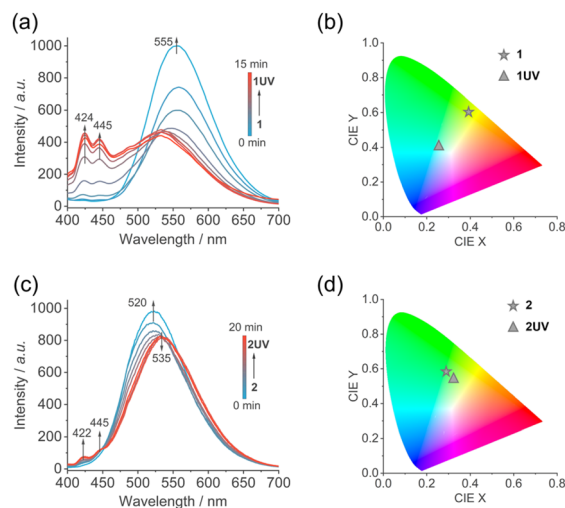 (a)
1000
800
600
400
200
0
400 450 500 550 600 650 700
Intensity / a.u.
Wavelength / nm
555
424
445
15 min
1UV
1
0 min
(b)
1.0
0.8
0.6
0.4
0.2
0.0
0.0 0.2 0.4 0.6 0.8
CIE Y
CIE X
1
1UV
(c)
1000
800
600
400
200
0
400 450 500 550 600 650 700
Intensity / a.u.
Wavelength / nm
520
535
445
422
20 min
2UV
2
0 min
(d)
1.0
0.8
0.6
0.4
0.2
0.0
0.0 0.2 0.4 0.6 0.8
CIE Y
CIE X
2
2UV